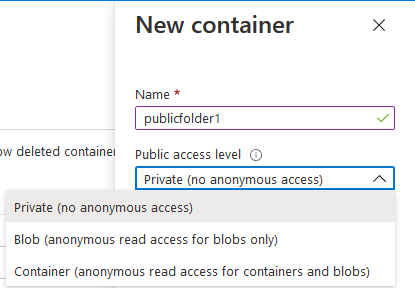 New container
Name *
publicfolder1
ow deleted container
Public access level
Private (no anonymous access)
Private (no anonymous access)
Blob (anonymous read access for blobs only)
Container (anonymous read access for containers and blobs)